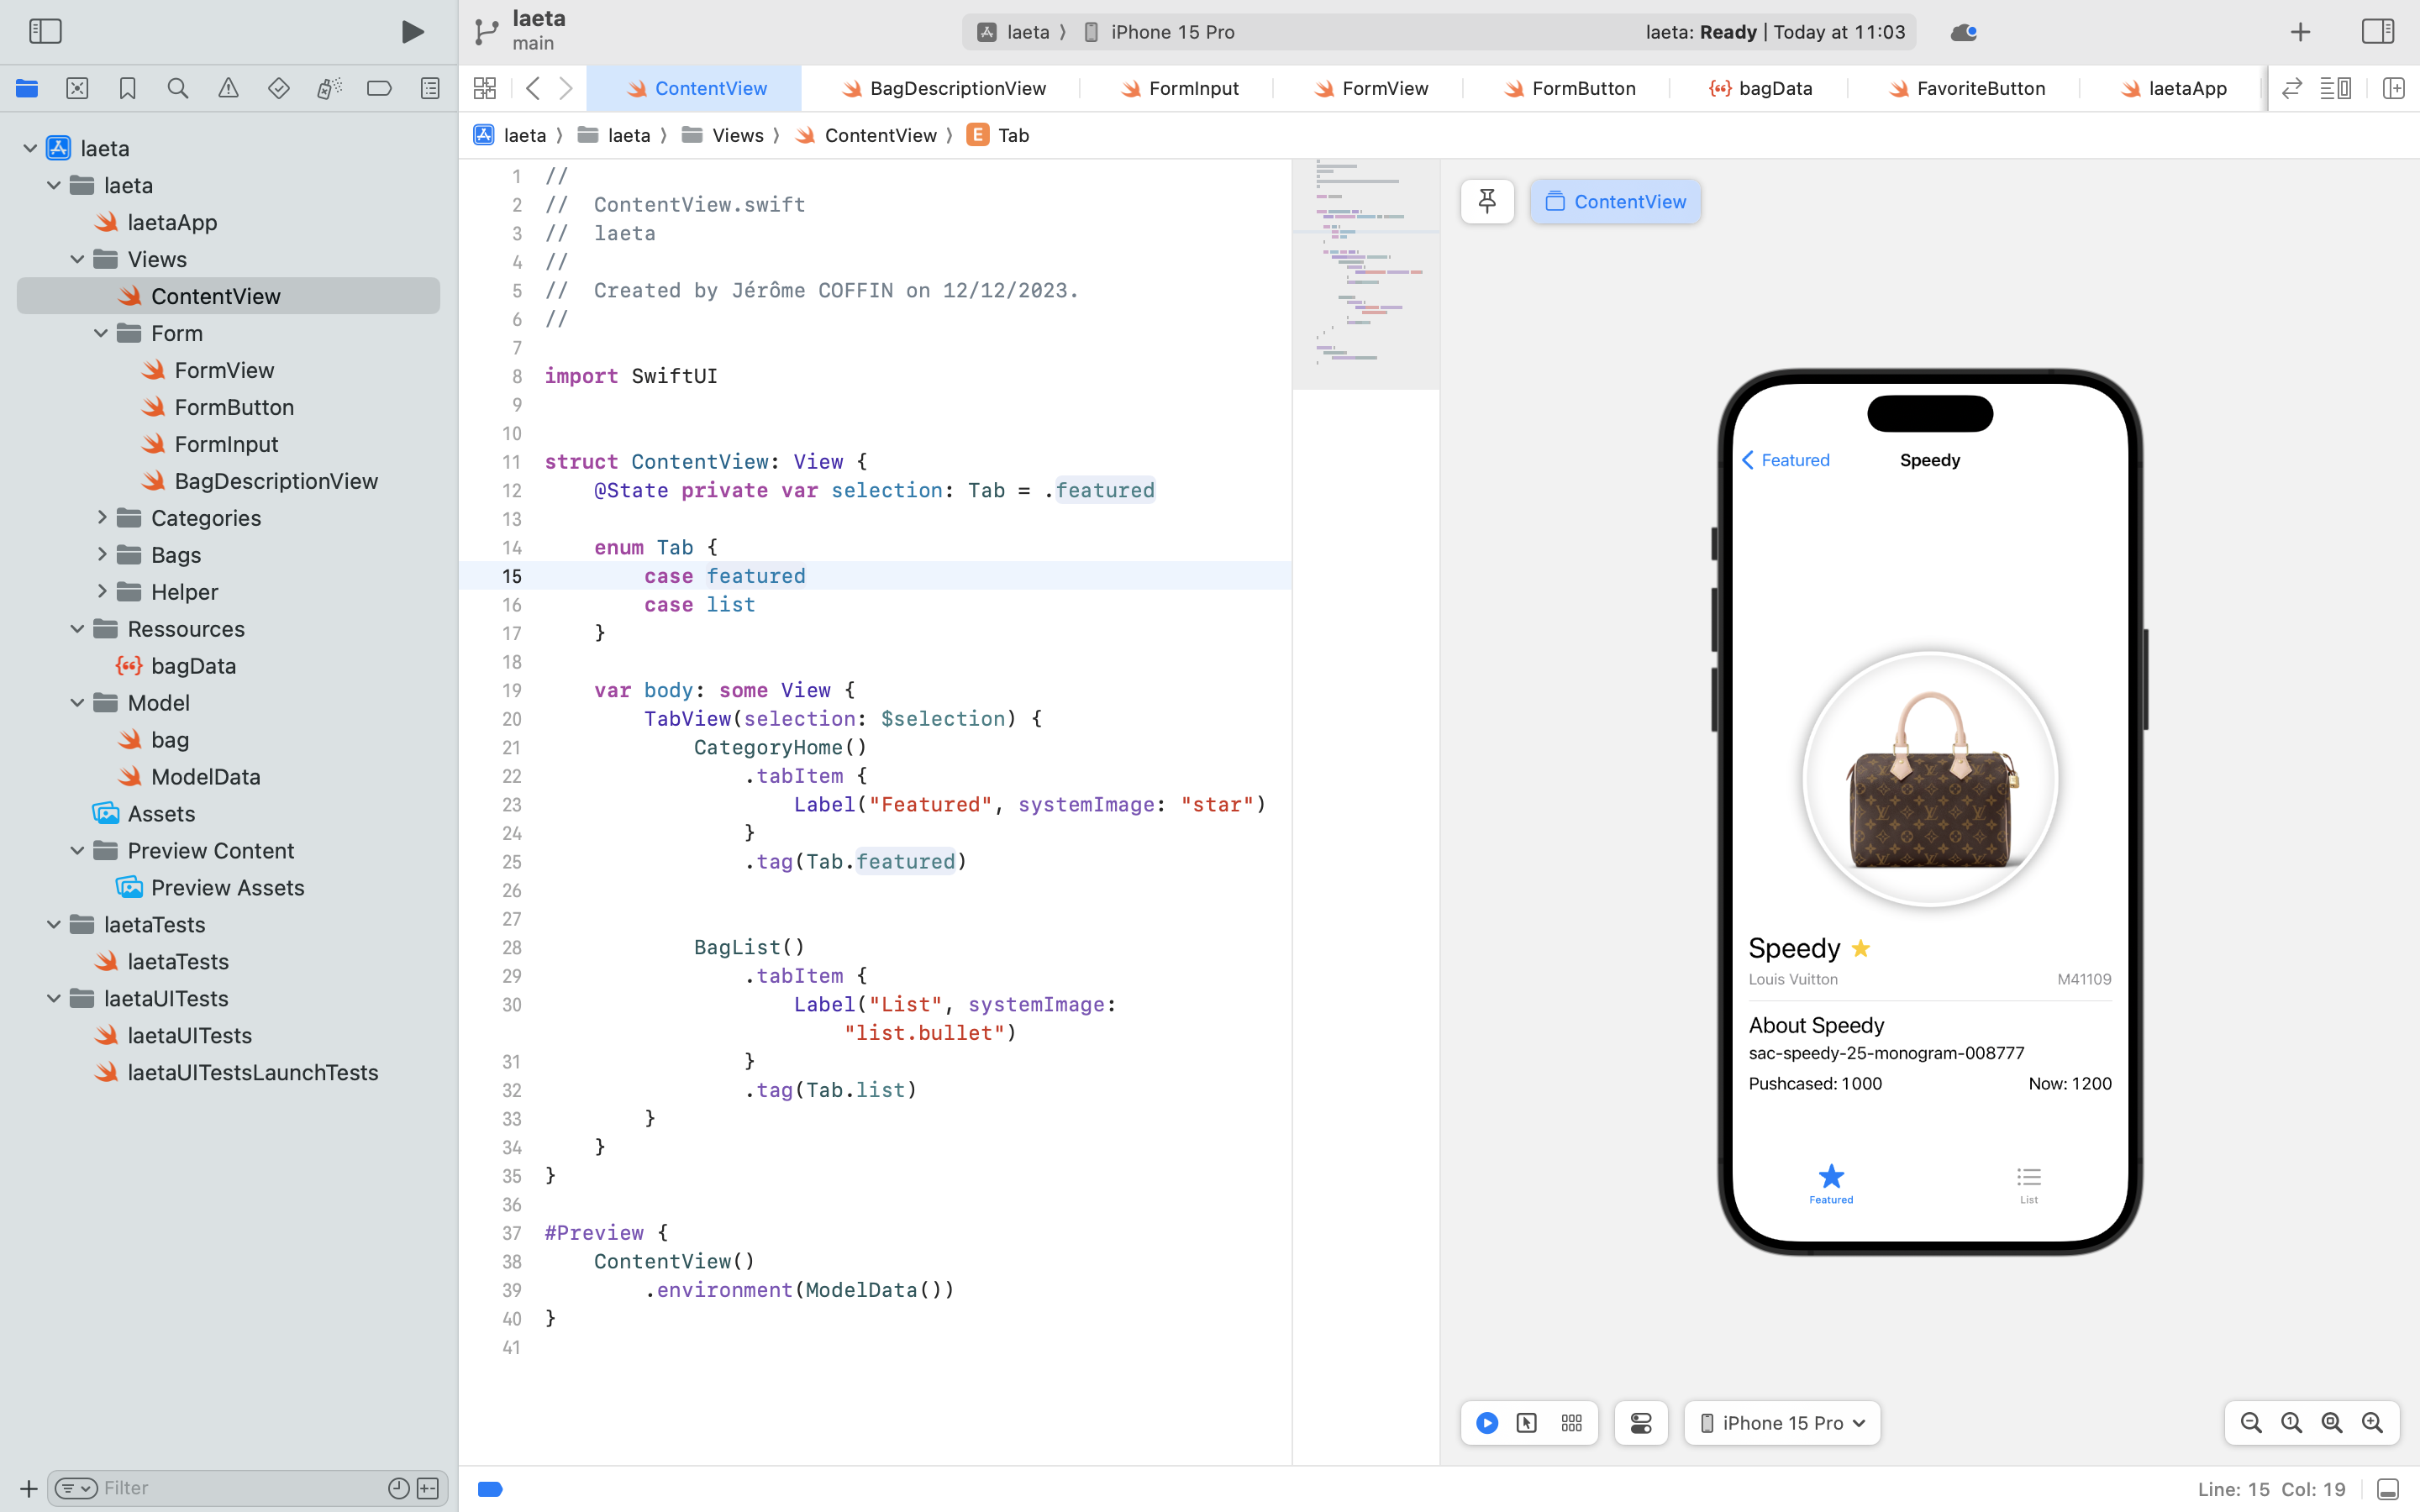 laeta
main
laeta ⟩ iPhone 15 Pro
laeta: Ready | Today at 11:03
ContentView
BagDescriptionView
FormInput
FormView
FormButton
bagData
FavoriteButton
laetaApp
laeta ⟩ laeta ⟩ Views ⟩ ContentView ⟩ E Tab
laeta
laeta
laetaApp
Views
ContentView
Form
FormView
FormButton
FormInput
BagDescriptionView
Categories
Bags
Helper
Ressources
bagData
Model
bag
ModelData
Assets
Preview Content
Preview Assets
laetaTests
laetaTests
laetaUITests
laetaUITests
laetaUITestsLaunchTests
Filter
1 //
2 //  ContentView.swift
3 //  laeta
4 //
5 //  Created by Jérôme COFFIN on 12/12/2023.
6 //
7
8 import SwiftUI
9
10
11 struct ContentView: View {
12     @State private var selection: Tab = .featured
13
14     enum Tab {
15         case featured
16         case list
17     }
18
19     var body: some View {
20         TabView(selection: $selection) {
21             CategoryHome()
22                 .tabItem {
23                     Label("Featured", systemImage: "star")
24                 }
25                 .tag(Tab.featured)
26
27
28             BagList()
29                 .tabItem {
30                     Label("List", systemImage:
"list.bullet")
31                 }
32                 .tag(Tab.list)
33         }
34     }
35 }
36
37 #Preview {
38     ContentView()
39         .environment(ModelData())
40 }
41
ContentView
Featured
Speedy
Speedy
Louis Vuitton
M41109
About Speedy
sac-speedy-25-monogram-008777
Pushcased: 1000
Now: 1200
Featured
List
iPhone 15 Pro
Line: 15  Col: 19